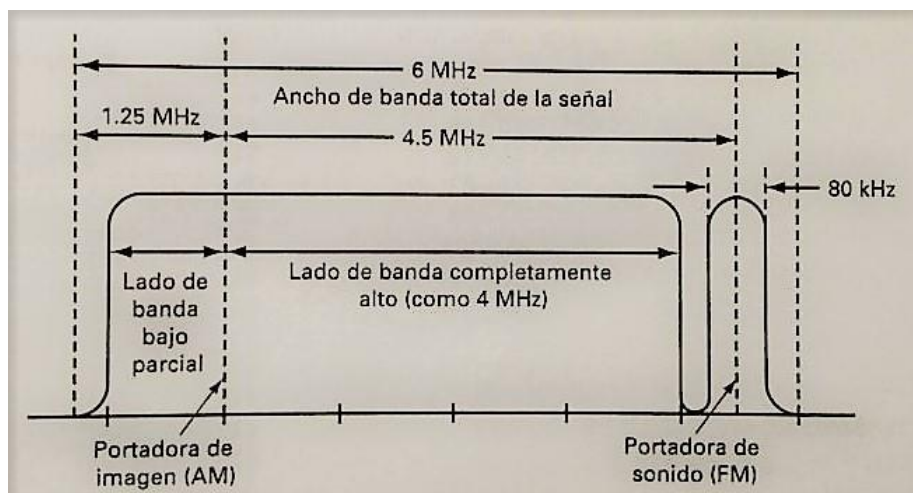 6 MHz
Ancho de banda total de la señal
1.25 MHz
4.5 MHz
80 kHz
Lado de
banda
bajo
parcial
Lado de banda completamente
alto (como 4 MHz)
Portadora de
imagen (AM)
Portadora de
sonido (FM)